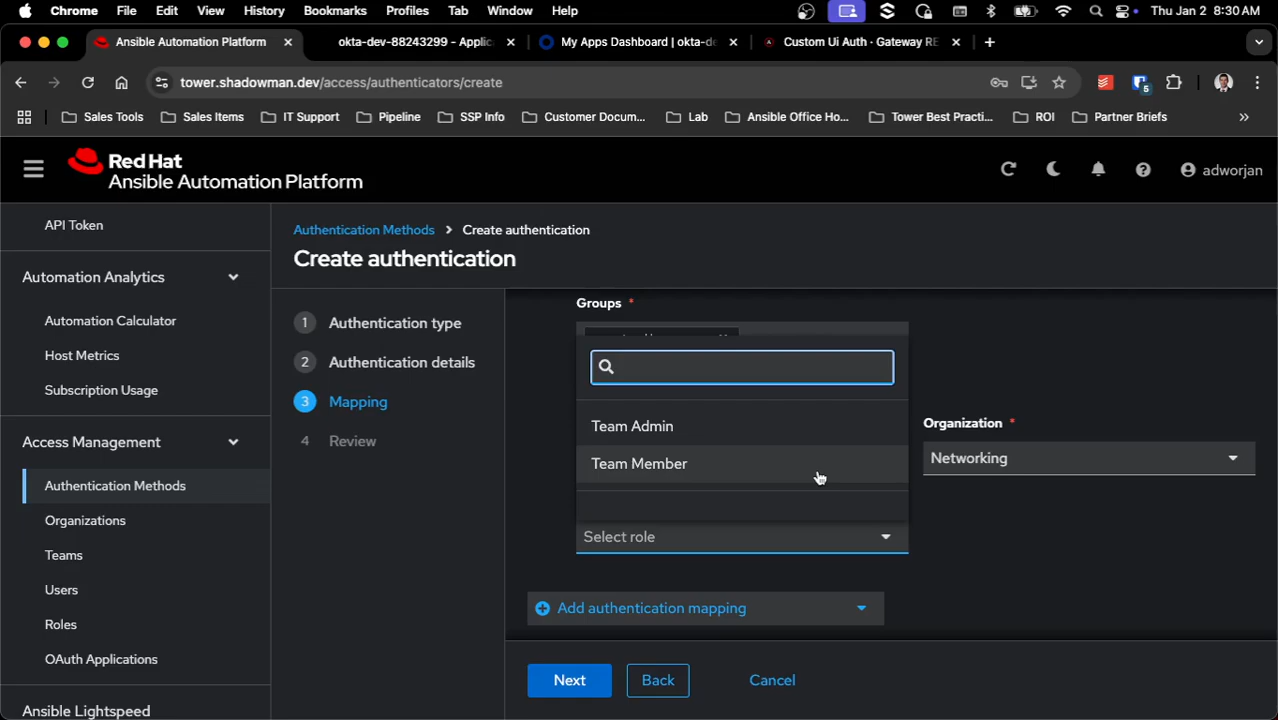 Chrome File Edit View History Bookmarks Profiles Tab Window Help Thu Jan 2 8:30 AM
Ansible Automation Platform okta-dev-88243299 - Applic My Apps Dashboard | okta-de Custom Ui Auth · Gateway RE
tower.shadowman.dev/access/authenticators/create 5
Sales Tools Sales Items IT Support Pipeline SSP Info Customer Docum... Lab Ansible Office Ho... Tower Best Practi... ROI Partner Briefs
Red Hat
Ansible Automation Platform
adworjan
API Token
Automation Analytics
Automation Calculator
Host Metrics
Subscription Usage
Access Management
Authentication Methods
Organizations
Teams
Users
Roles
OAuth Applications
Ansible Lightspeed
Authentication Methods > Create authentication
Create authentication
1 Authentication type
2 Authentication details
3 Mapping
4 Review
Groups *
Team Admin
Team Member
Select role
Organization *
Networking
Add authentication mapping
Next Back Cancel